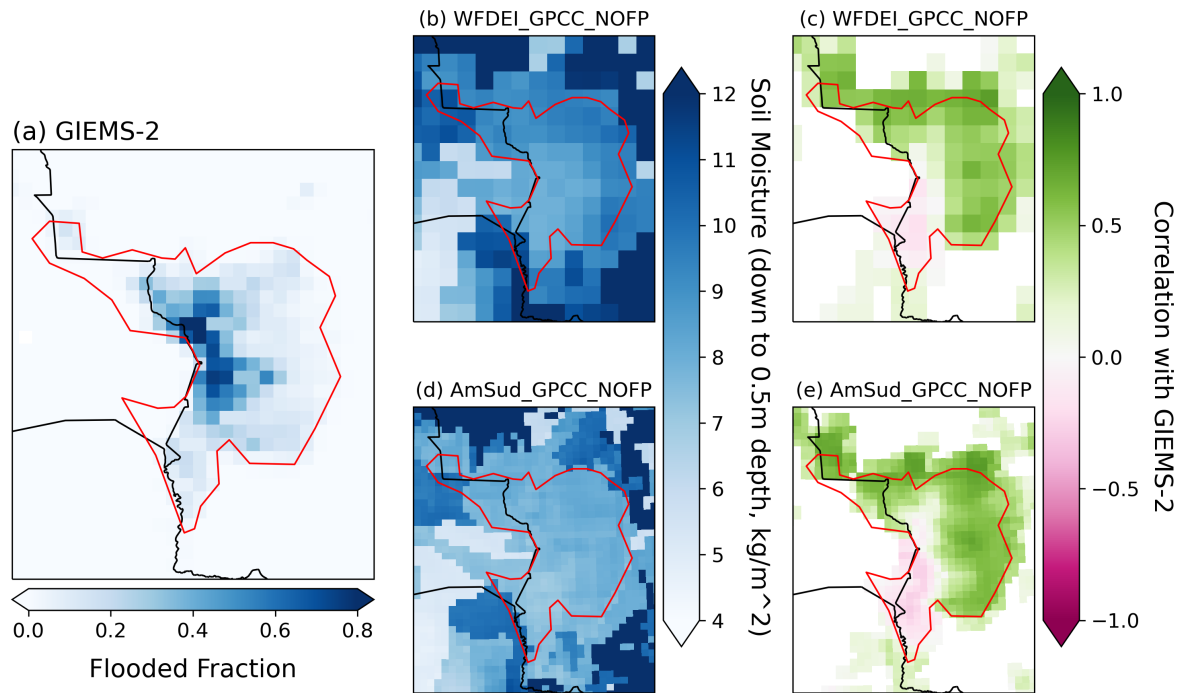 (a) GIEMS-2
0.0 0.2 0.4 0.6 0.8
Flooded Fraction
(b) WFDEI_GPCC_NOFP
(c) WFDEI_GPCC_NOFP
(d) AmSud_GPCC_NOFP
(e) AmSud_GPCC_NOFP
12
11
10
9
8
7
6
5
4
Soil Moisture (down to 0.5m depth, kg/m^2)
1.0
0.5
0.0
−0.5
−1.0
Correlation with GIEMS-2